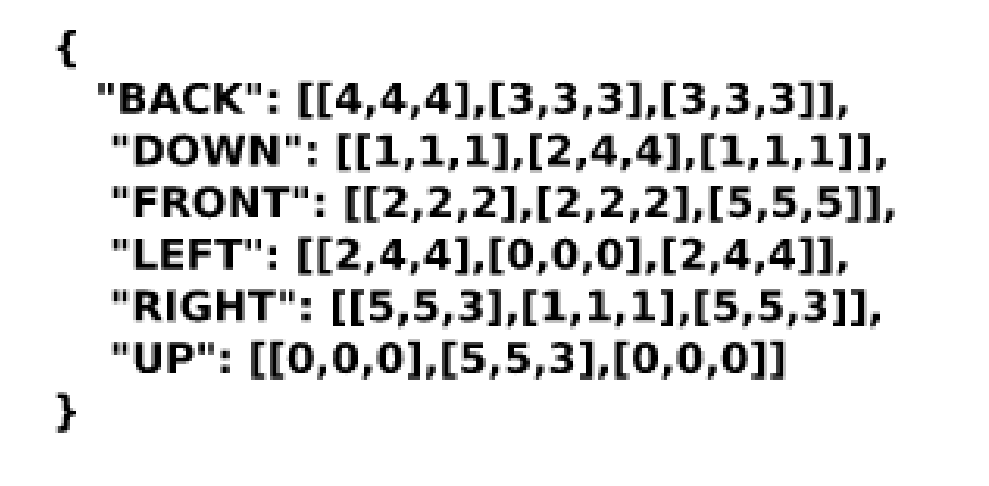 {
"BACK": [[4,4,4],[3,3,3],[3,3,3]],
"DOWN": [[1,1,1],[2,4,4],[1,1,1]],
"FRONT": [[2,2,2],[2,2,2],[5,5,5]],
"LEFT": [[2,4,4],[0,0,0],[2,4,4]],
"RIGHT": [[5,5,3],[1,1,1],[5,5,3]],
"UP": [[0,0,0],[5,5,3],[0,0,0]]
}